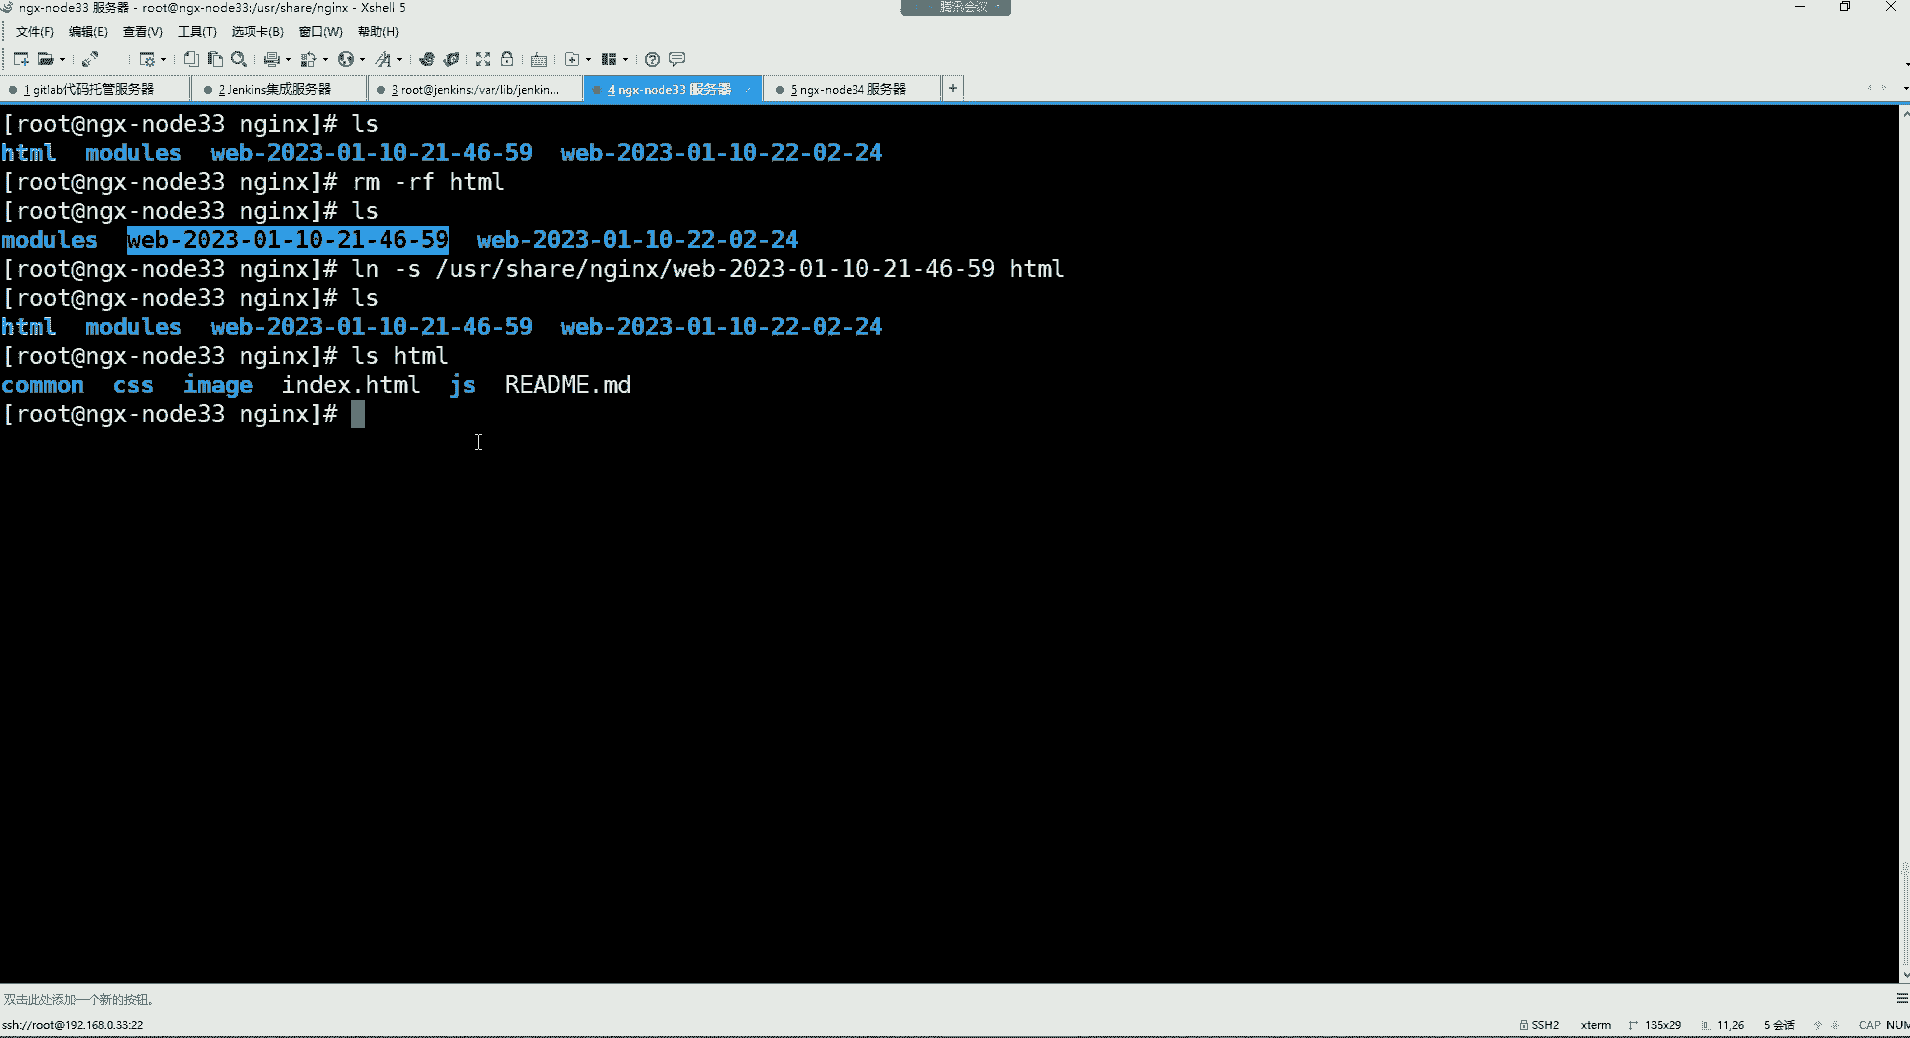 ngx-node33 服务器 - root@ngx-node33:/usr/share/nginx - Xshell 5
腾讯会议
文件(F) 编辑(E) 查看(V) 工具(T) 选项卡(B) 窗口(W) 帮助(H)
1 gitlab代码托管服务器 2 Jenkins集成服务器 3 root@jenkins:/var/lib/jenkin... 4 ngx-node33 服务器 5 ngx-node34 服务器 +
[root@ngx-node33 nginx]# ls
html modules web-2023-01-10-21-46-59 web-2023-01-10-22-02-24
[root@ngx-node33 nginx]# rm -rf html
[root@ngx-node33 nginx]# ls
modules web-2023-01-10-21-46-59 web-2023-01-10-22-02-24
[root@ngx-node33 nginx]# ln -s /usr/share/nginx/web-2023-01-10-21-46-59 html
[root@ngx-node33 nginx]# ls
html modules web-2023-01-10-21-46-59 web-2023-01-10-22-02-24
[root@ngx-node33 nginx]# ls html
common css image index.html js README.md
[root@ngx-node33 nginx]#
双击此处添加一个新的按钮。
ssh://root@192.168.0.33:22 SSH2 xterm 135x29 11,26 5 会话 CAP NUM